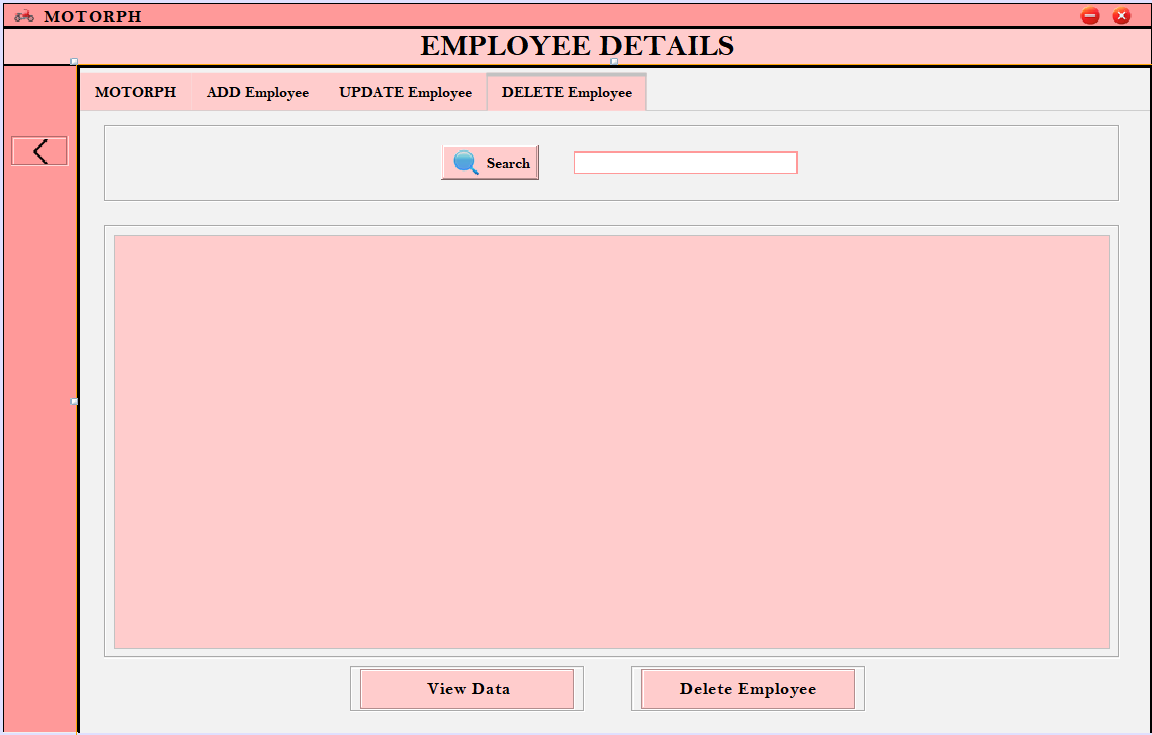 MOTORPH
EMPLOYEE DETAILS
MOTORPH ADD Employee UPDATE Employee DELETE Employee
Search
View Data Delete Employee